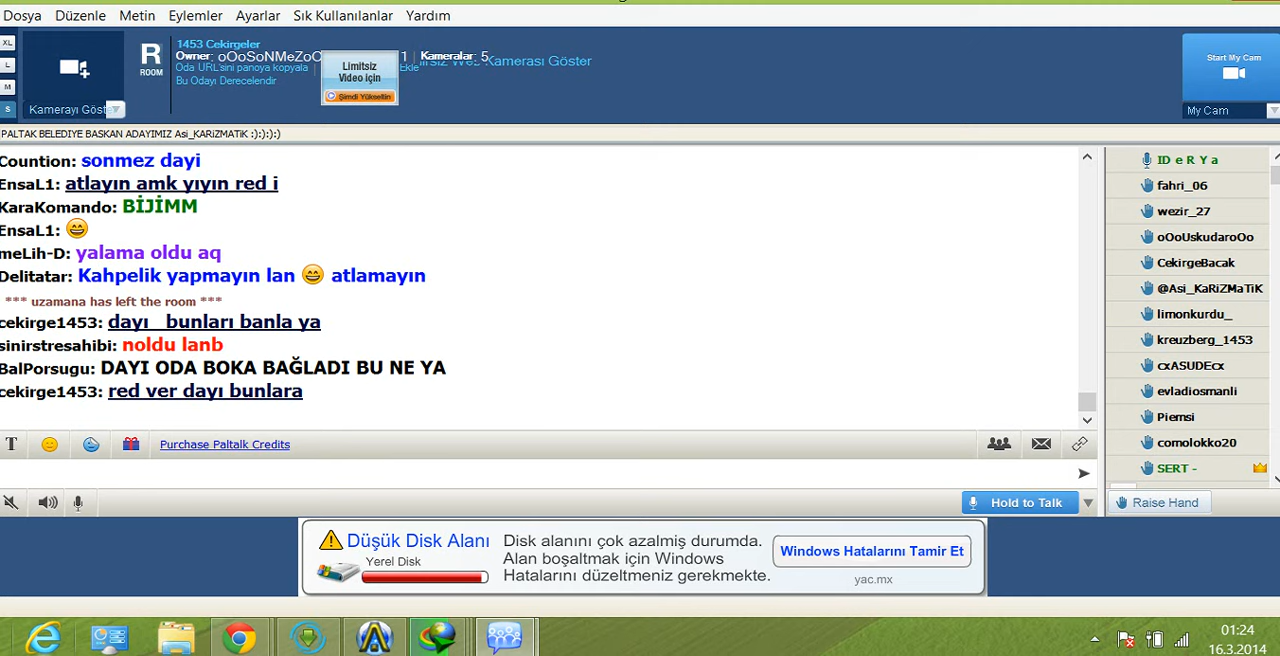 Dosya Düzenle Metin Eylemler Ayarlar Sık Kullanılanlar Yardım
XL
L
M
S
Kamerayı Göst
R
ROOM
1453 Cekirgeler
Owner: oOoSoNMeZoO 1 | Kameralar: 5
Oda URL'sini panoya kopyala | Ekle
Kamerası Göster
Bu Odayı Derecelendir
Limitsiz
Video için
Şimdi Yükseltin
Start My Cam
My Cam
PALTAK BELEDIYE BASKAN ADAYIMIZ Asi_KARiZMATiK :):):):)
Countion: sonmez dayi
EnsaL1: atlayın amk yıyın red i
KaraKomando: BİJİMM
EnsaL1: 😄
meLih-D: yalama oldu aq
Delitatar: Kahpelik yapmayın lan 😄 atlamayın
*** uzamana has left the room ***
cekirge1453: dayı   bunları banla ya
sinirstresahibi: noldu lanb
BalPorsugu: DAYI ODA BOKA BAĞLADI BU NE YA
cekirge1453: red ver dayı bunlara
ID e R Y a
fahri_06
wezir_27
oOoUskudaroOo
CekirgeBacak
@Asi_KaRiZMaTiK
limonkurdu_
kreuzberg_1453
cxASUDEcx
evladiosmanli
Piemsi
comolokko20
SERT -
T Purchase Paltalk Credits
Hold to Talk
Raise Hand
Düşük Disk Alanı
Yerel Disk
Disk alanını çok azalmiş durumda.
Alan boşaltmak için Windows
Hatalarını düzeltmeniz gerekmekte.
Windows Hatalarını Tamir Et
yac.mx
01:24
16.3.2014